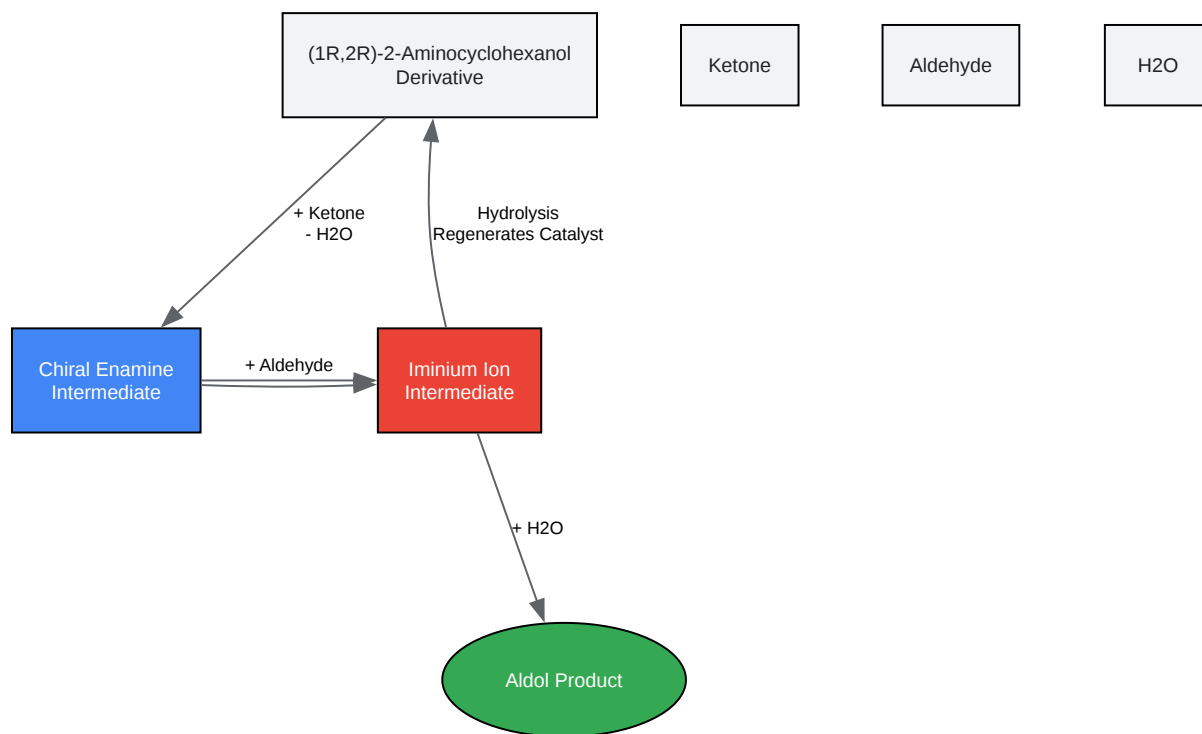 (1R,2R)-2-Aminocyclohexanol
Derivative
Ketone
Aldehyde
H2O
+ Ketone
- H2O
Hydrolysis
Regenerates Catalyst
Chiral Enamine
Intermediate
+ Aldehyde
Iminium Ion
Intermediate
+ H2O
Aldol Product